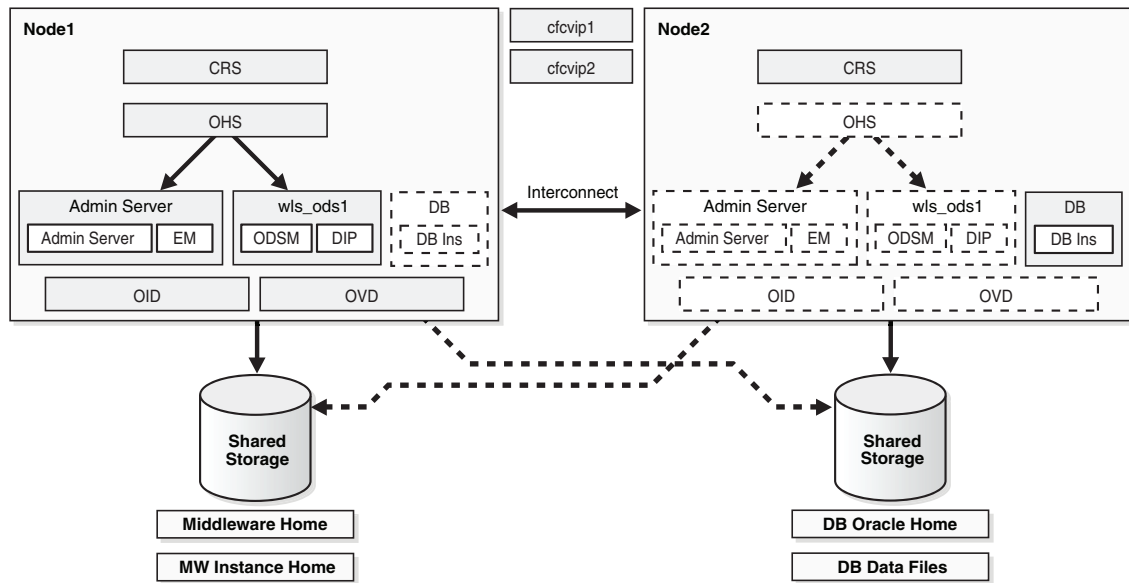 Node1
CRS
OHS
Admin Server
Admin Server
EM
wls_ods1
ODSM
DIP
DB
DB Ins
OID
OVD
cfcvip1
cfcvip2
Interconnect
Node2
CRS
OHS
Admin Server
Admin Server
EM
wls_ods1
ODSM
DIP
DB
DB Ins
OID
OVD
Shared
Storage
Middleware Home
MW Instance Home
Shared
Storage
DB Oracle Home
DB Data Files